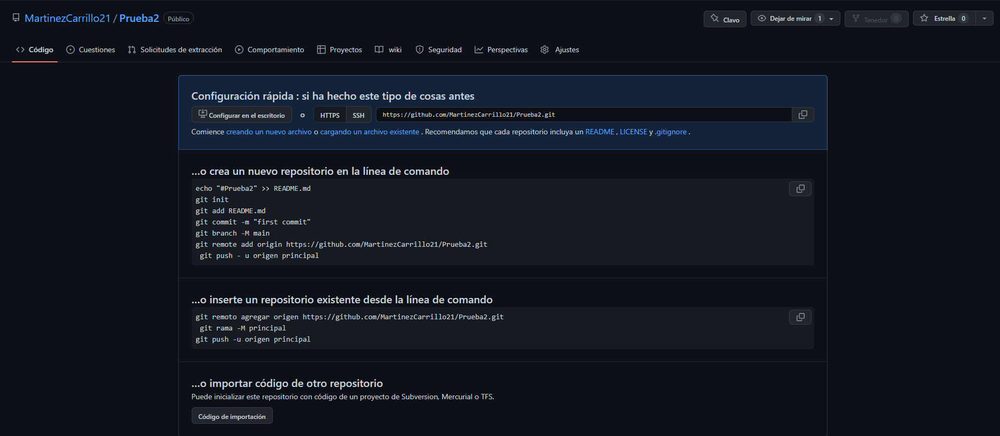 MartinezCarrillo21 / Prueba2 Público
Clavo
Dejar de mirar 1
Tenedor 0
Estrella 0
Código
Cuestiones
Solicitudes de extracción
Comportamiento
Proyectos
wiki
Seguridad
Perspectivas
Ajustes
Configuración rápida : si ha hecho este tipo de cosas antes
Configurar en el escritorio o HTTPS SSH https://github.com/MartinezCarrillo21/Prueba2.git
Comience creando un nuevo archivo o cargando un archivo existente . Recomendamos que cada repositorio incluya un README , LICENSE y .gitignore .
...o crea un nuevo repositorio en la línea de comando
echo "#Prueba2" >> README.md
git init
git add README.md
git commit -m "first commit"
git branch -M main
git remote add origin https://github.com/MartinezCarrillo21/Prueba2.git
git push - u origen principal
...o inserte un repositorio existente desde la línea de comando
git remoto agregar origen https://github.com/MartinezCarrillo21/Prueba2.git
git rama -M principal
git push -u origen principal
...o importar código de otro repositorio
Puede inicializar este repositorio con código de un proyecto de Subversion, Mercurial o TFS.
Código de importación